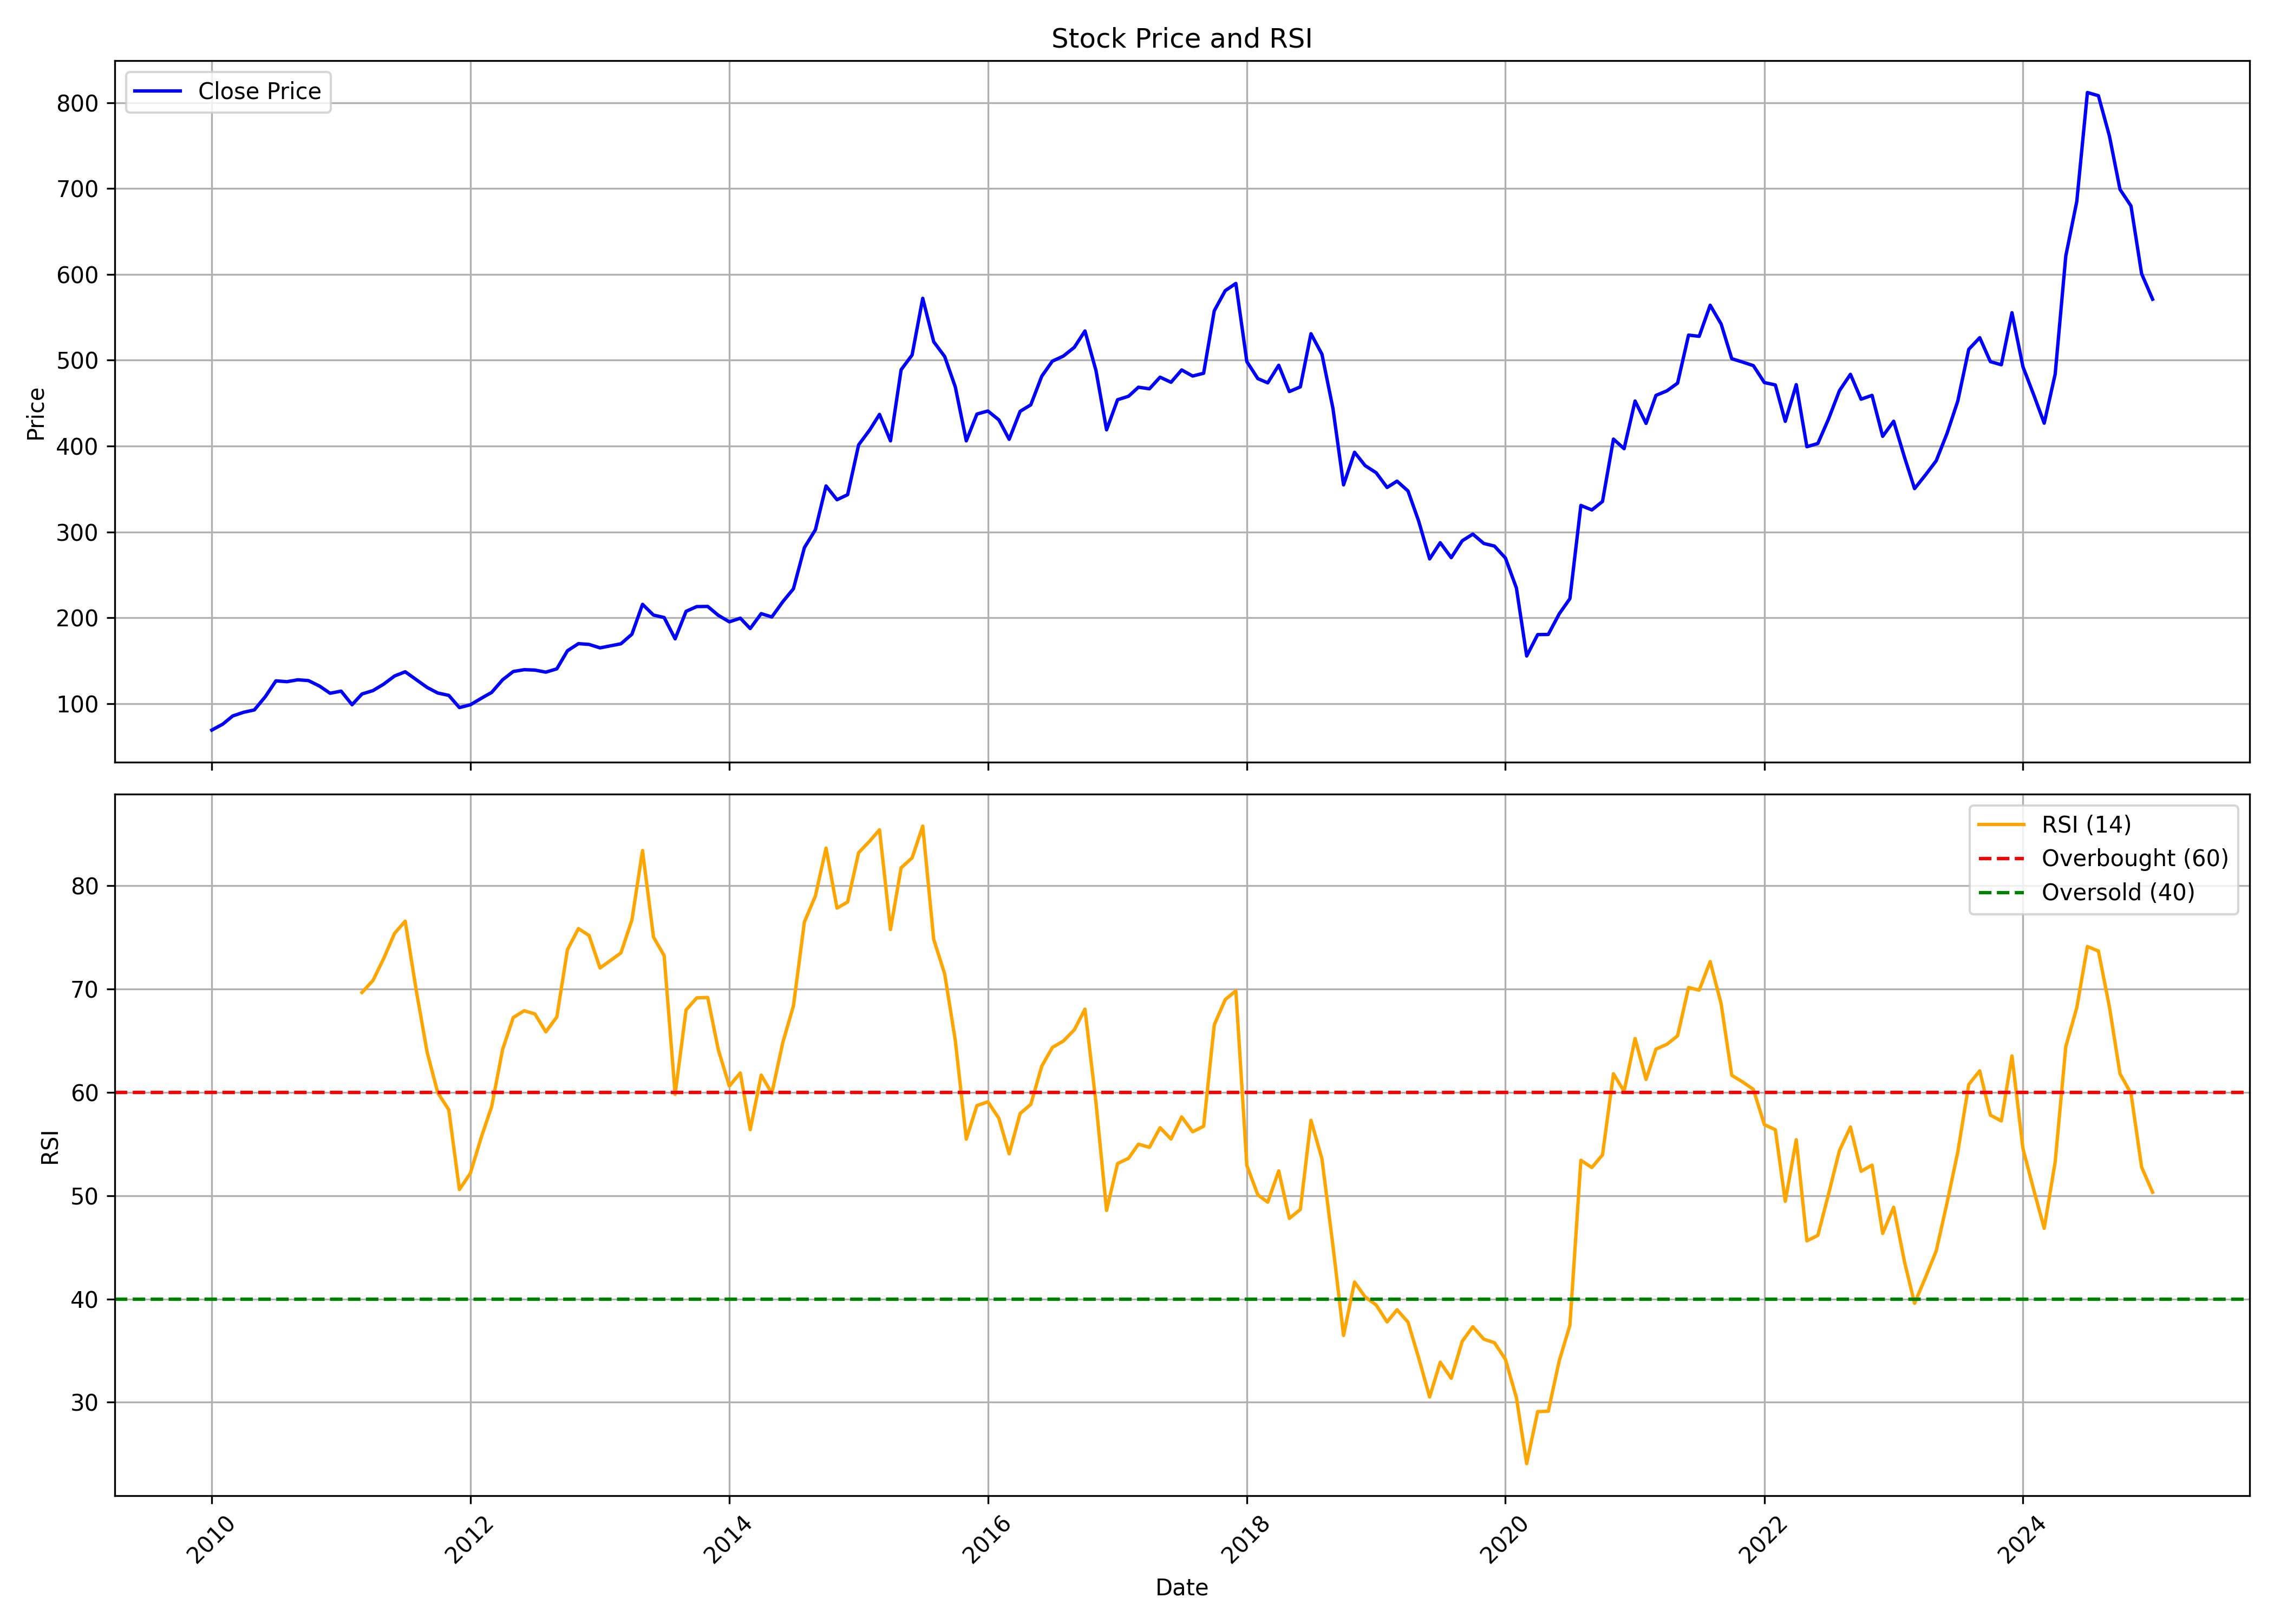 Stock Price and RSI
Close Price
800
700
600
500
400
300
200
100
Price
RSI (14)
Overbought (60)
Oversold (40)
80
70
60
50
40
30
RSI
2010
2012
2014
2016
2018
2020
2022
2024
Date